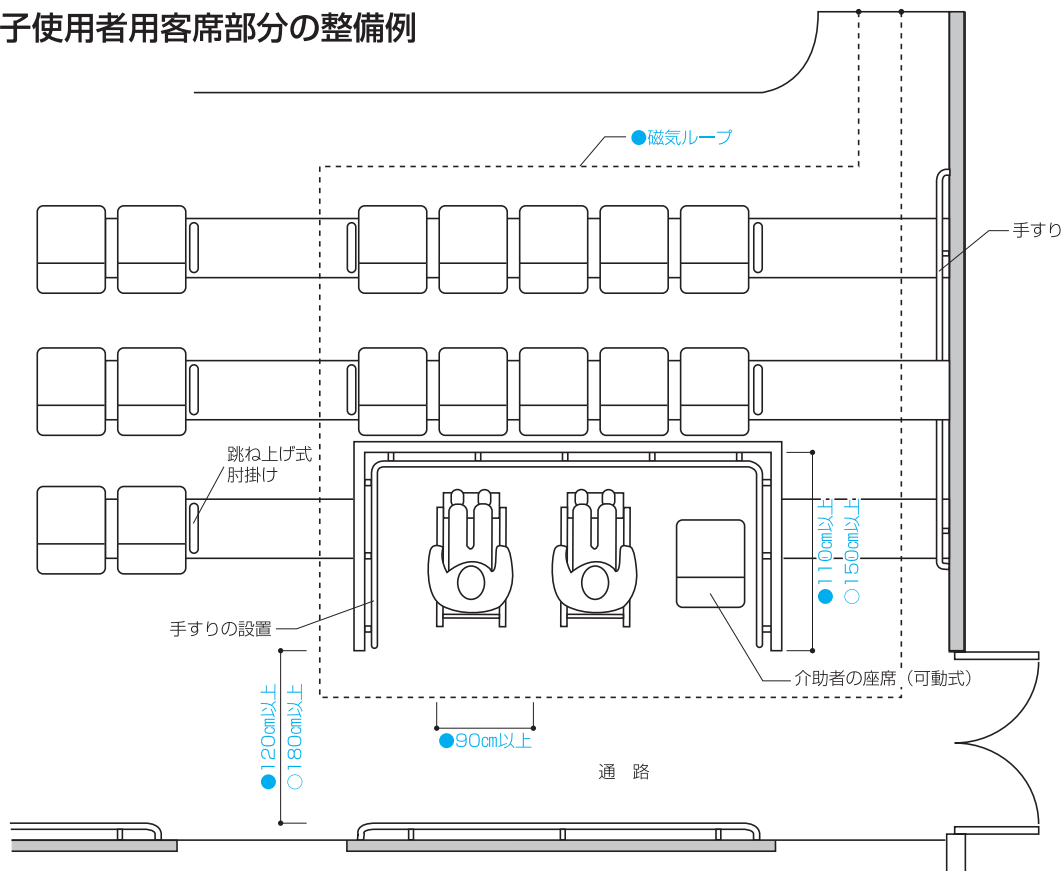 子使用者用客席部分の整備例
●磁気ループ
手すり
跳ね上げ式
肘掛け
●110cm以上
○150cm以上
手すりの設置
介助者の座席（可動式）
●120cm以上
○180cm以上
●90cm以上
通　路